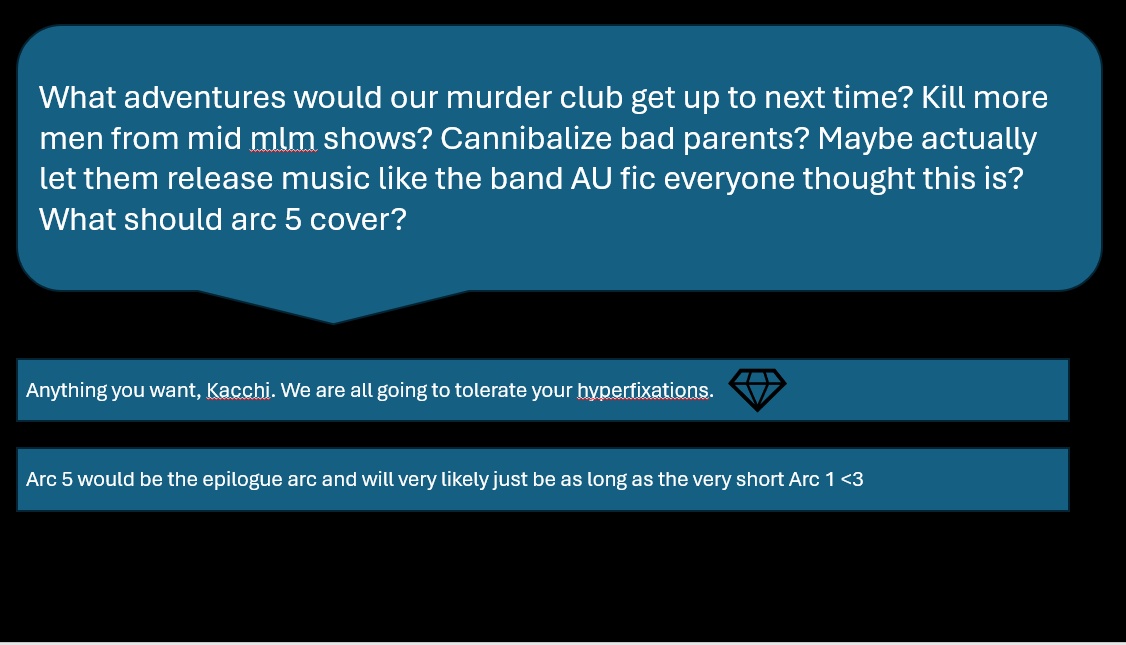 What adventures would our murder club get up to next time? Kill more
men from mid mlm shows? Cannibalize bad parents? Maybe actually
let them release music like the band AU fic everyone thought this is?
What should arc 5 cover?
Anything you want, Kacchi. We are all going to tolerate your hyperfixations.
Arc 5 would be the epilogue arc and will very likely just be as long as the very short Arc 1 <3